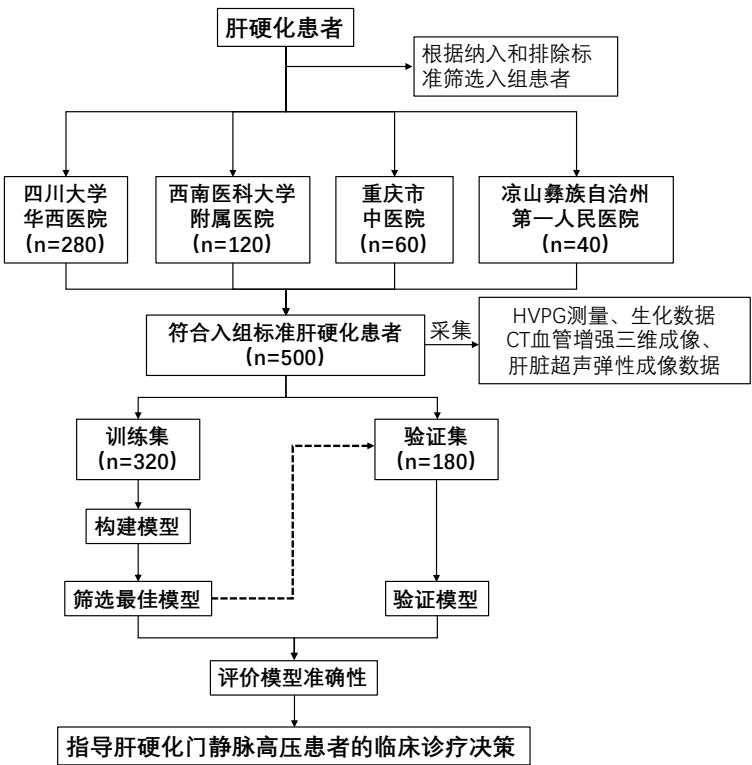 肝硬化患者
根据纳入和排除标
准筛选入组患者
四川大学
华西医院
(n=280)
西南医科大学
附属医院
(n=120)
重庆市
中医院
(n=60)
凉山彝族自治州
第一人民医院
(n=40)
符合入组标准肝硬化患者
(n=500)
采集
HVPG测量、生化数据
CT血管增强三维成像、
肝脏超声弹性成像数据
训练集
(n=320)
验证集
(n=180)
构建模型
筛选最佳模型
验证模型
评价模型准确性
指导肝硬化门静脉高压患者的临床诊疗决策